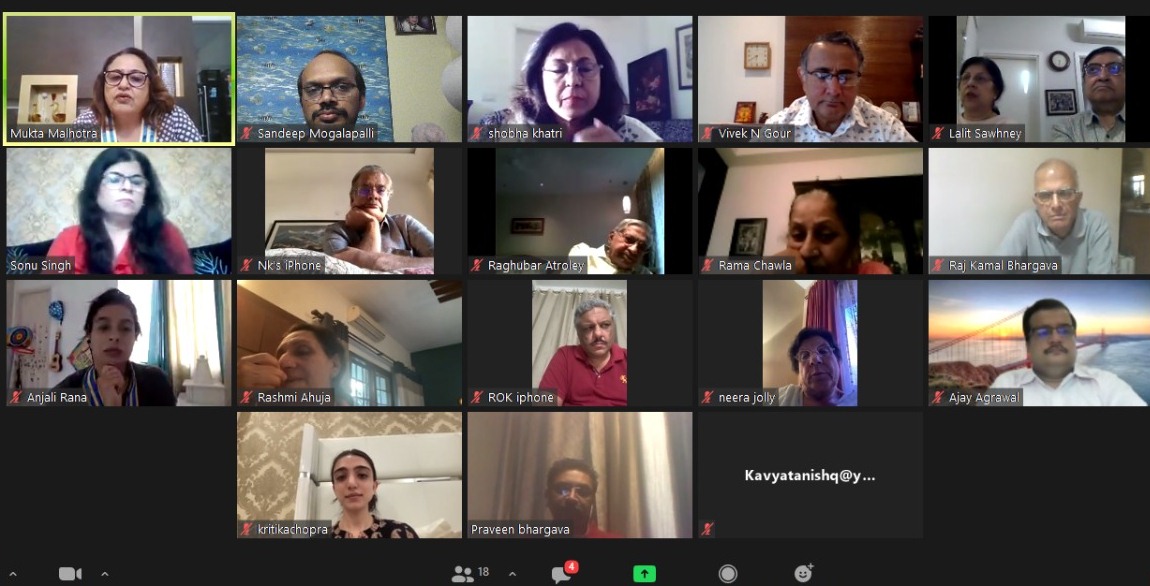 Mukta Malhotra
Sandeep Mogalapalli
shobha khatri
Vivek N Gour
Lalit Sawhney
Sonu Singh
Nk's iPhone
Raghubar Atroley
Rama Chawla
Raj Kamal Bhargava
Anjali Rana
Rashmi Ahuja
ROK iphone
neera jolly
Ajay Agrawal
kritikachopra
Praveen bhargava
Kavyatanishq@y...
18
4